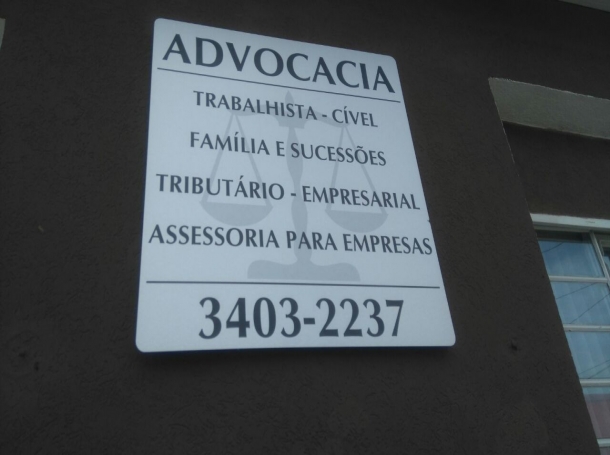 ADVOCACIA
TRABALHISTA - CÍVEL
FAMÍLIA E SUCESSÕES
TRIBUTÁRIO - EMPRESARIAL
ASSESSORIA PARA EMPRESAS
3403-2237